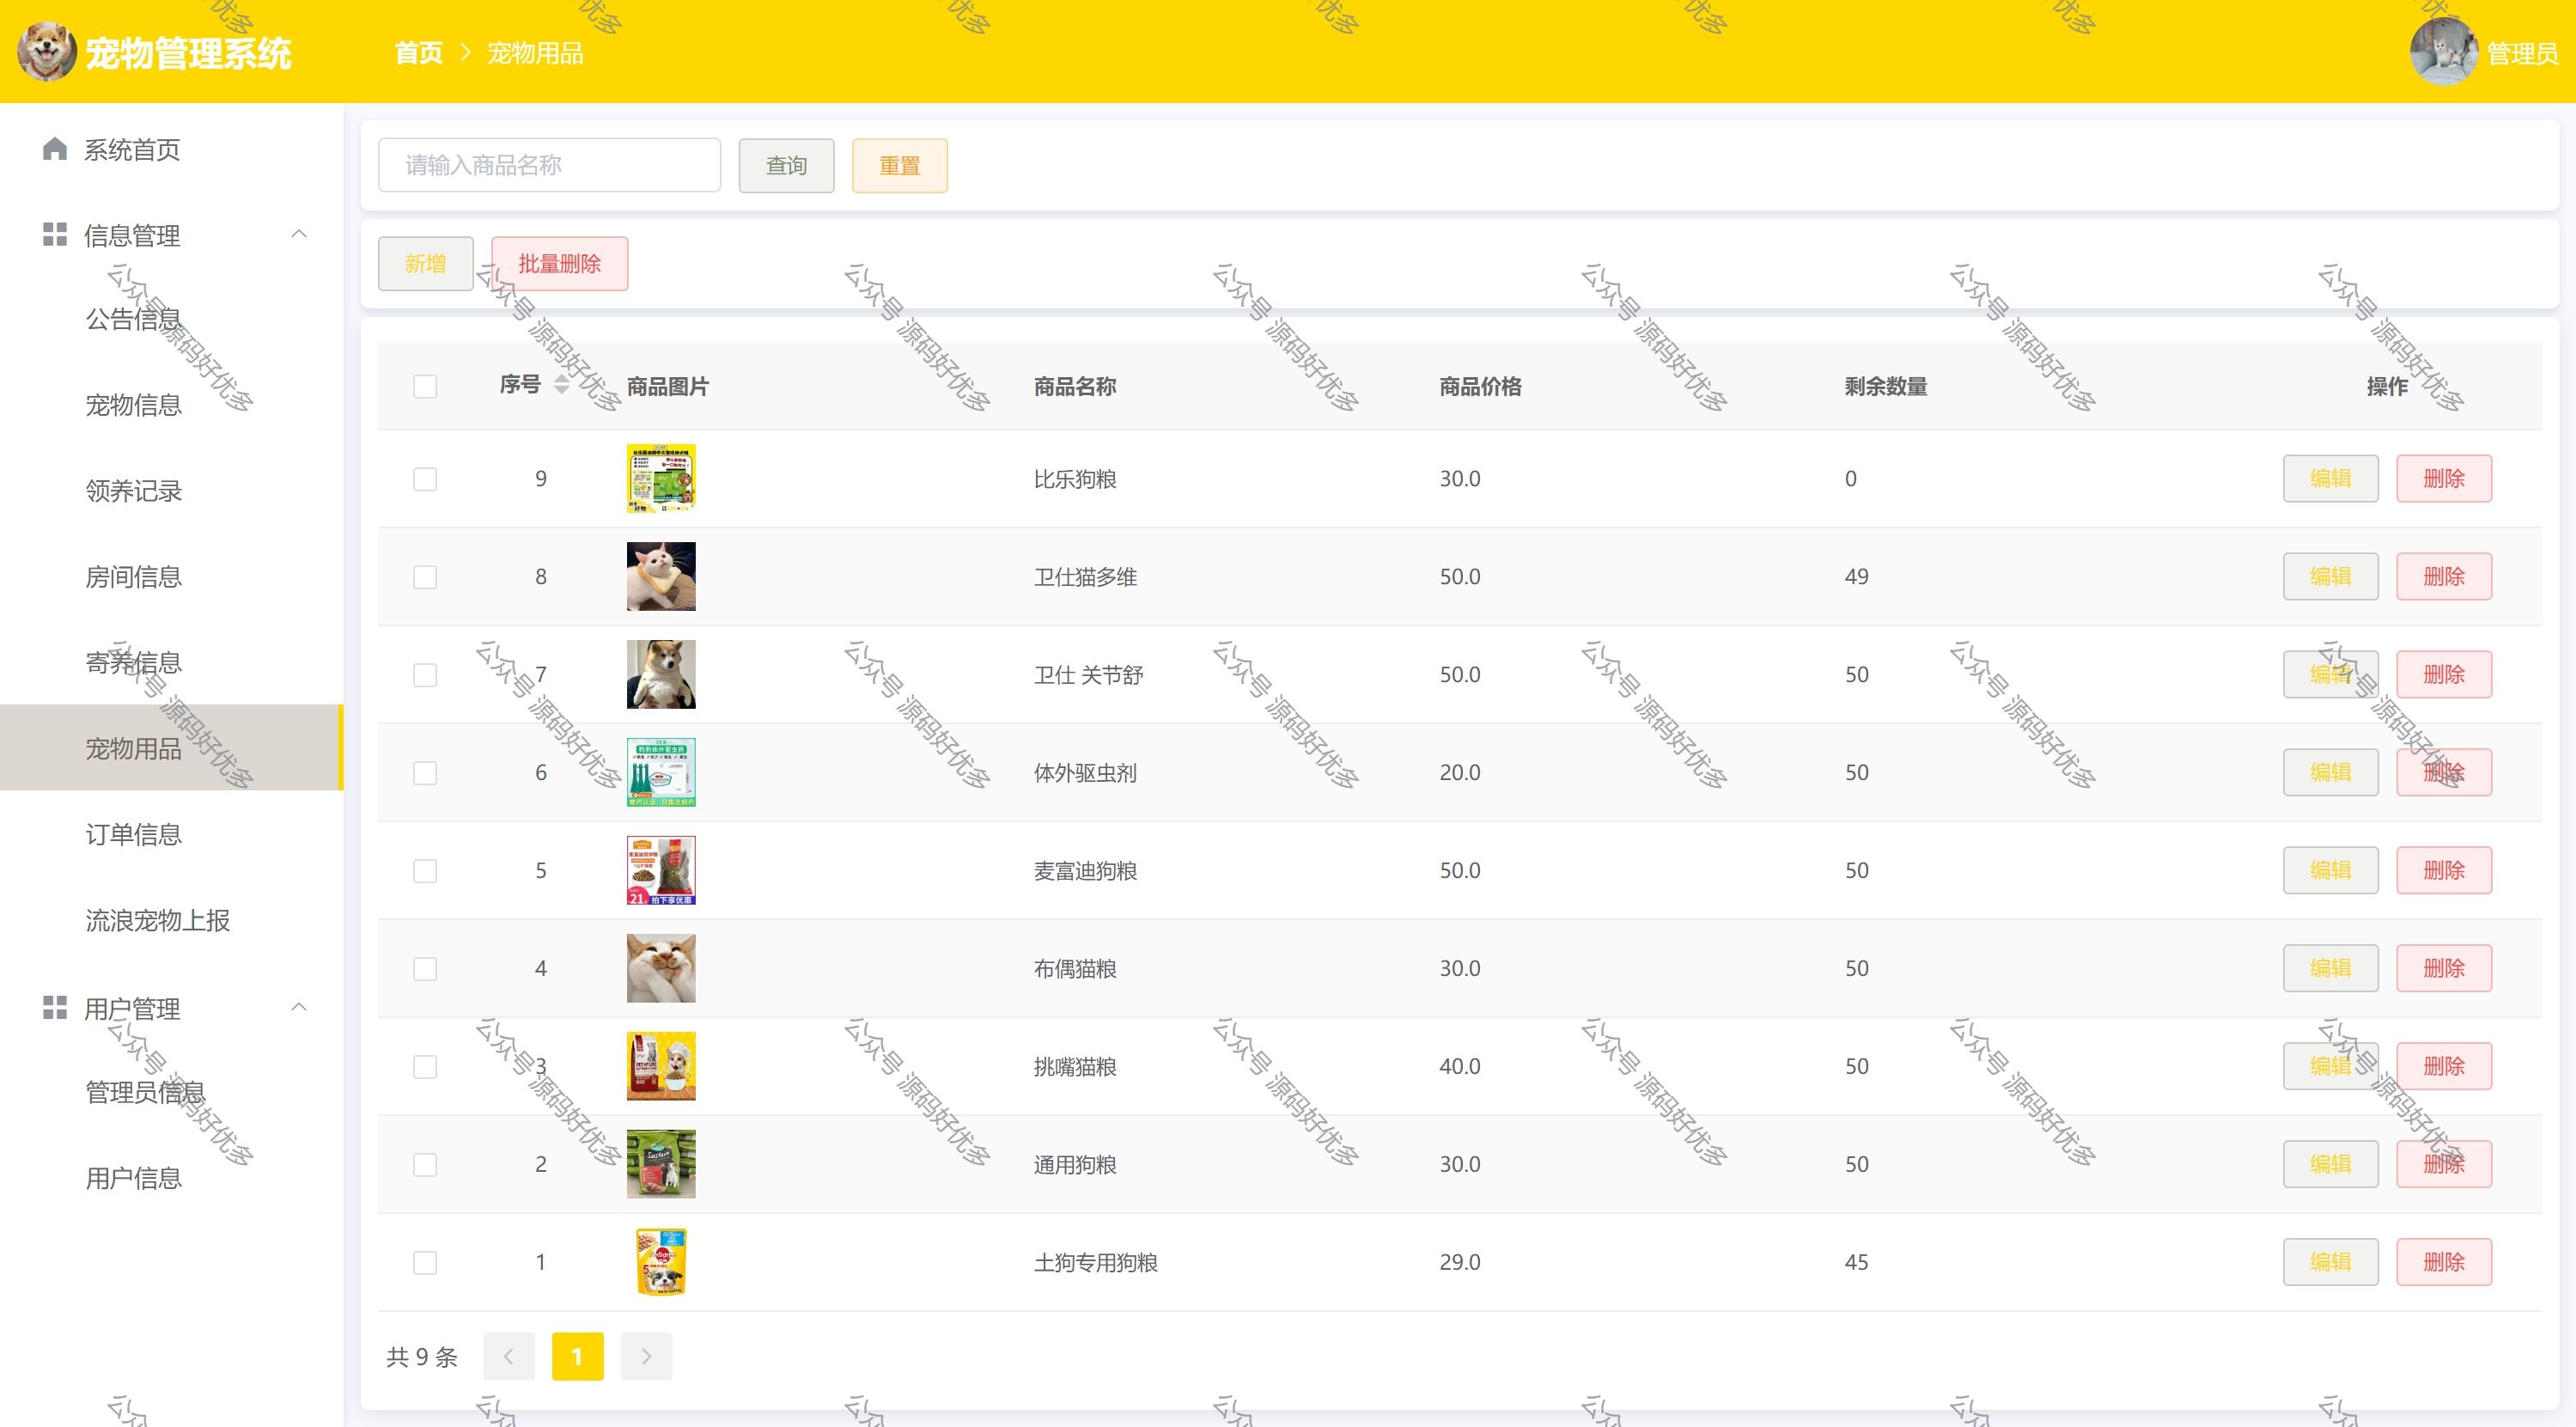 宠物管理系统
首页 > 宠物用品
管理员
系统首页
信息管理
公告信息
宠物信息
领养记录
房间信息
寄养信息
宠物用品
订单信息
流浪宠物上报
用户管理
管理员信息
用户信息
请输入商品名称 查询 重置
新增 批量删除
序号 商品图片 商品名称 商品价格 剩余数量 操作
9 比乐狗粮 30.0 0 编辑 删除
8 卫仕猫多维 50.0 49 编辑 删除
7 卫仕 关节舒 50.0 50 编辑 删除
6 体外驱虫剂 20.0 50 编辑 删除
5 麦富迪狗粮 50.0 50 编辑 删除
4 布偶猫粮 30.0 50 编辑 删除
3 挑嘴猫粮 40.0 50 编辑 删除
2 通用狗粮 30.0 50 编辑 删除
1 土狗专用狗粮 29.0 45 编辑 删除
共 9 条 1
公众号 源码好优多